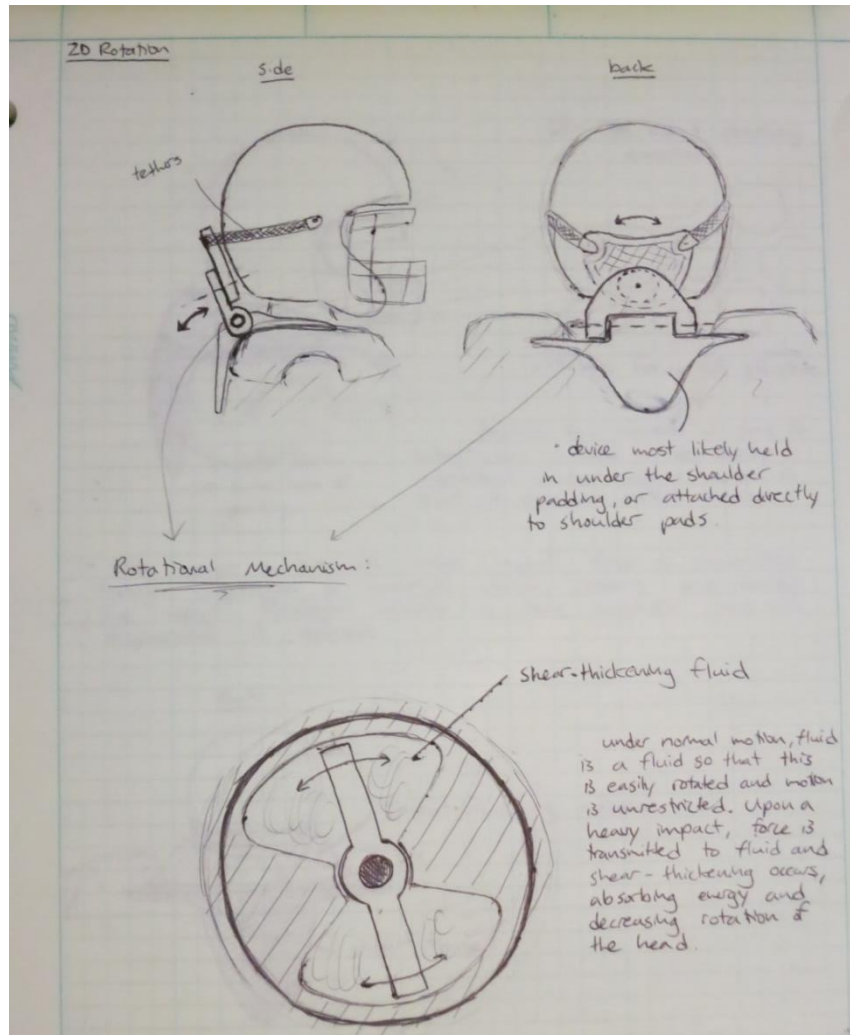 2D Rotation
side
back
tethers
· device most likely held
in under the shoulder
padding, or attached directly
to shoulder pads.
Rotational Mechanism:
shear-thickening fluid
under normal motion, fluid
is a fluid so that this
is easily rotated and motion
is unrestricted. Upon a
heavy impact, force is
transmitted to fluid and
shear-thickening occurs,
absorbing energy and
decreasing rotation of
the head.